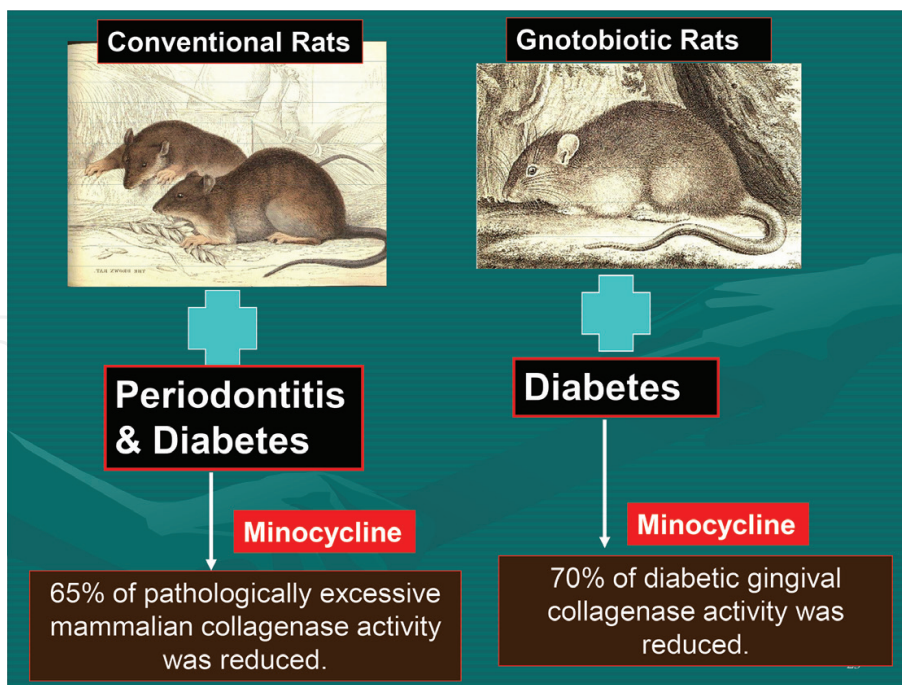 Conventional Rats
Gnotobiotic Rats
Periodontitis
& Diabetes
Diabetes
Minocycline
Minocycline
65% of pathologically excessive
mammalian collagenase activity
was reduced.
70% of diabetic gingival
collagenase activity was
reduced.